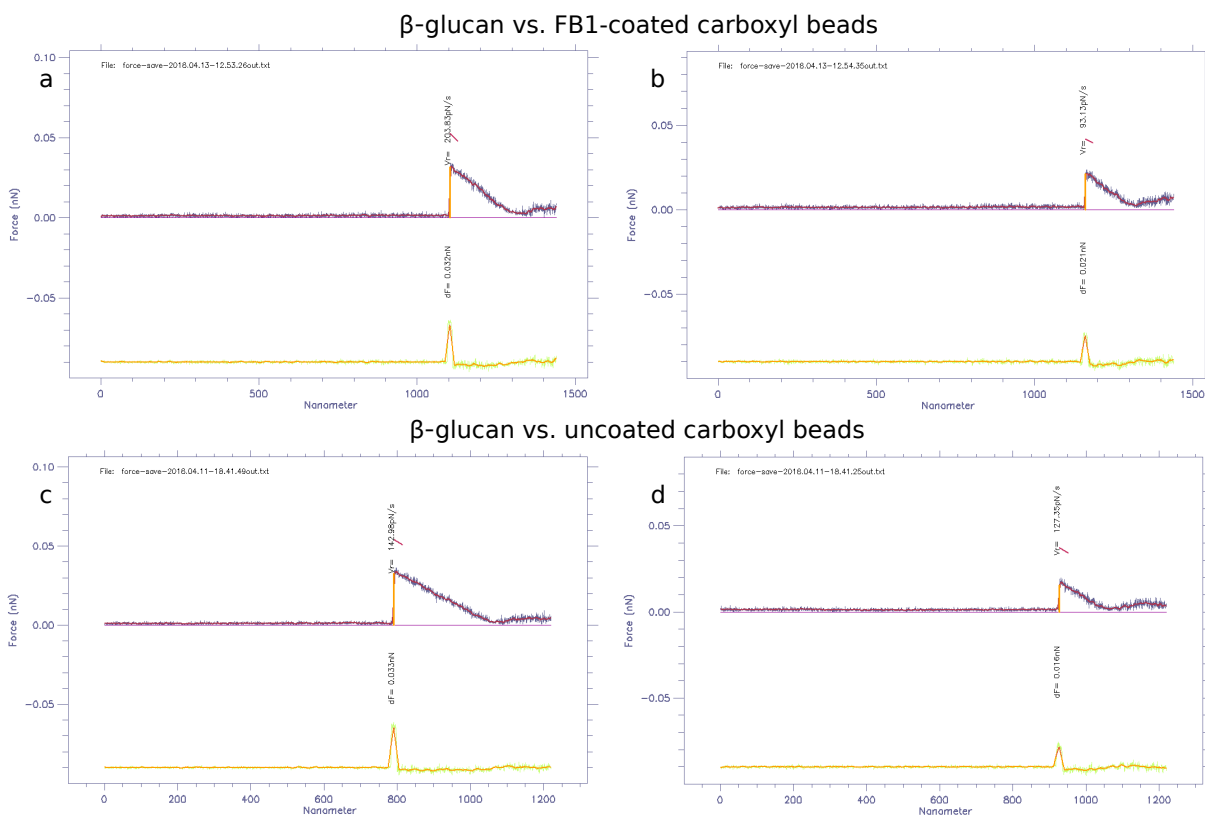 β-glucan vs. FB1-coated carboxyl beads
a
File: force-save-2016.04.13-12.53.26out.txt
0.10
0.05
0.00
-0.05
Force (nN)
Vr= 203.83pN/s
dF= 0.032nN
0
500
1000
1500
Nanometer
b
File: force-save-2016.04.13-12.54.35out.txt
0.05
0.00
-0.05
Force (nN)
Vr= 93.13pN/s
dF= 0.021nN
0
500
1000
1500
Nanometer
β-glucan vs. uncoated carboxyl beads
c
File: force-save-2016.04.11-18.41.49out.txt
0.10
0.05
0.00
-0.05
Force (nN)
Vr= 142.98pN/s
dF= 0.033nN
0
200
400
600
800
1000
1200
Nanometer
d
File: force-save-2016.04.11-18.41.25out.txt
0.05
0.00
-0.05
Force (nN)
Vr= 127.35pN/s
dF= 0.016nN
0
200
400
600
800
1000
1200
Nanometer